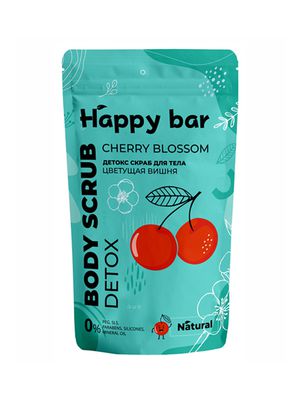 Happy bar
CHERRY BLOSSOM
ДЕТОКС СКРАБ ДЛЯ ТЕЛА
ЦВЕТУЩАЯ ВИШНЯ
BODY SCRUB
DETOX
0%
PEG, SLS,
PARABENS, SILICONES,
MINERAL OIL
Natural